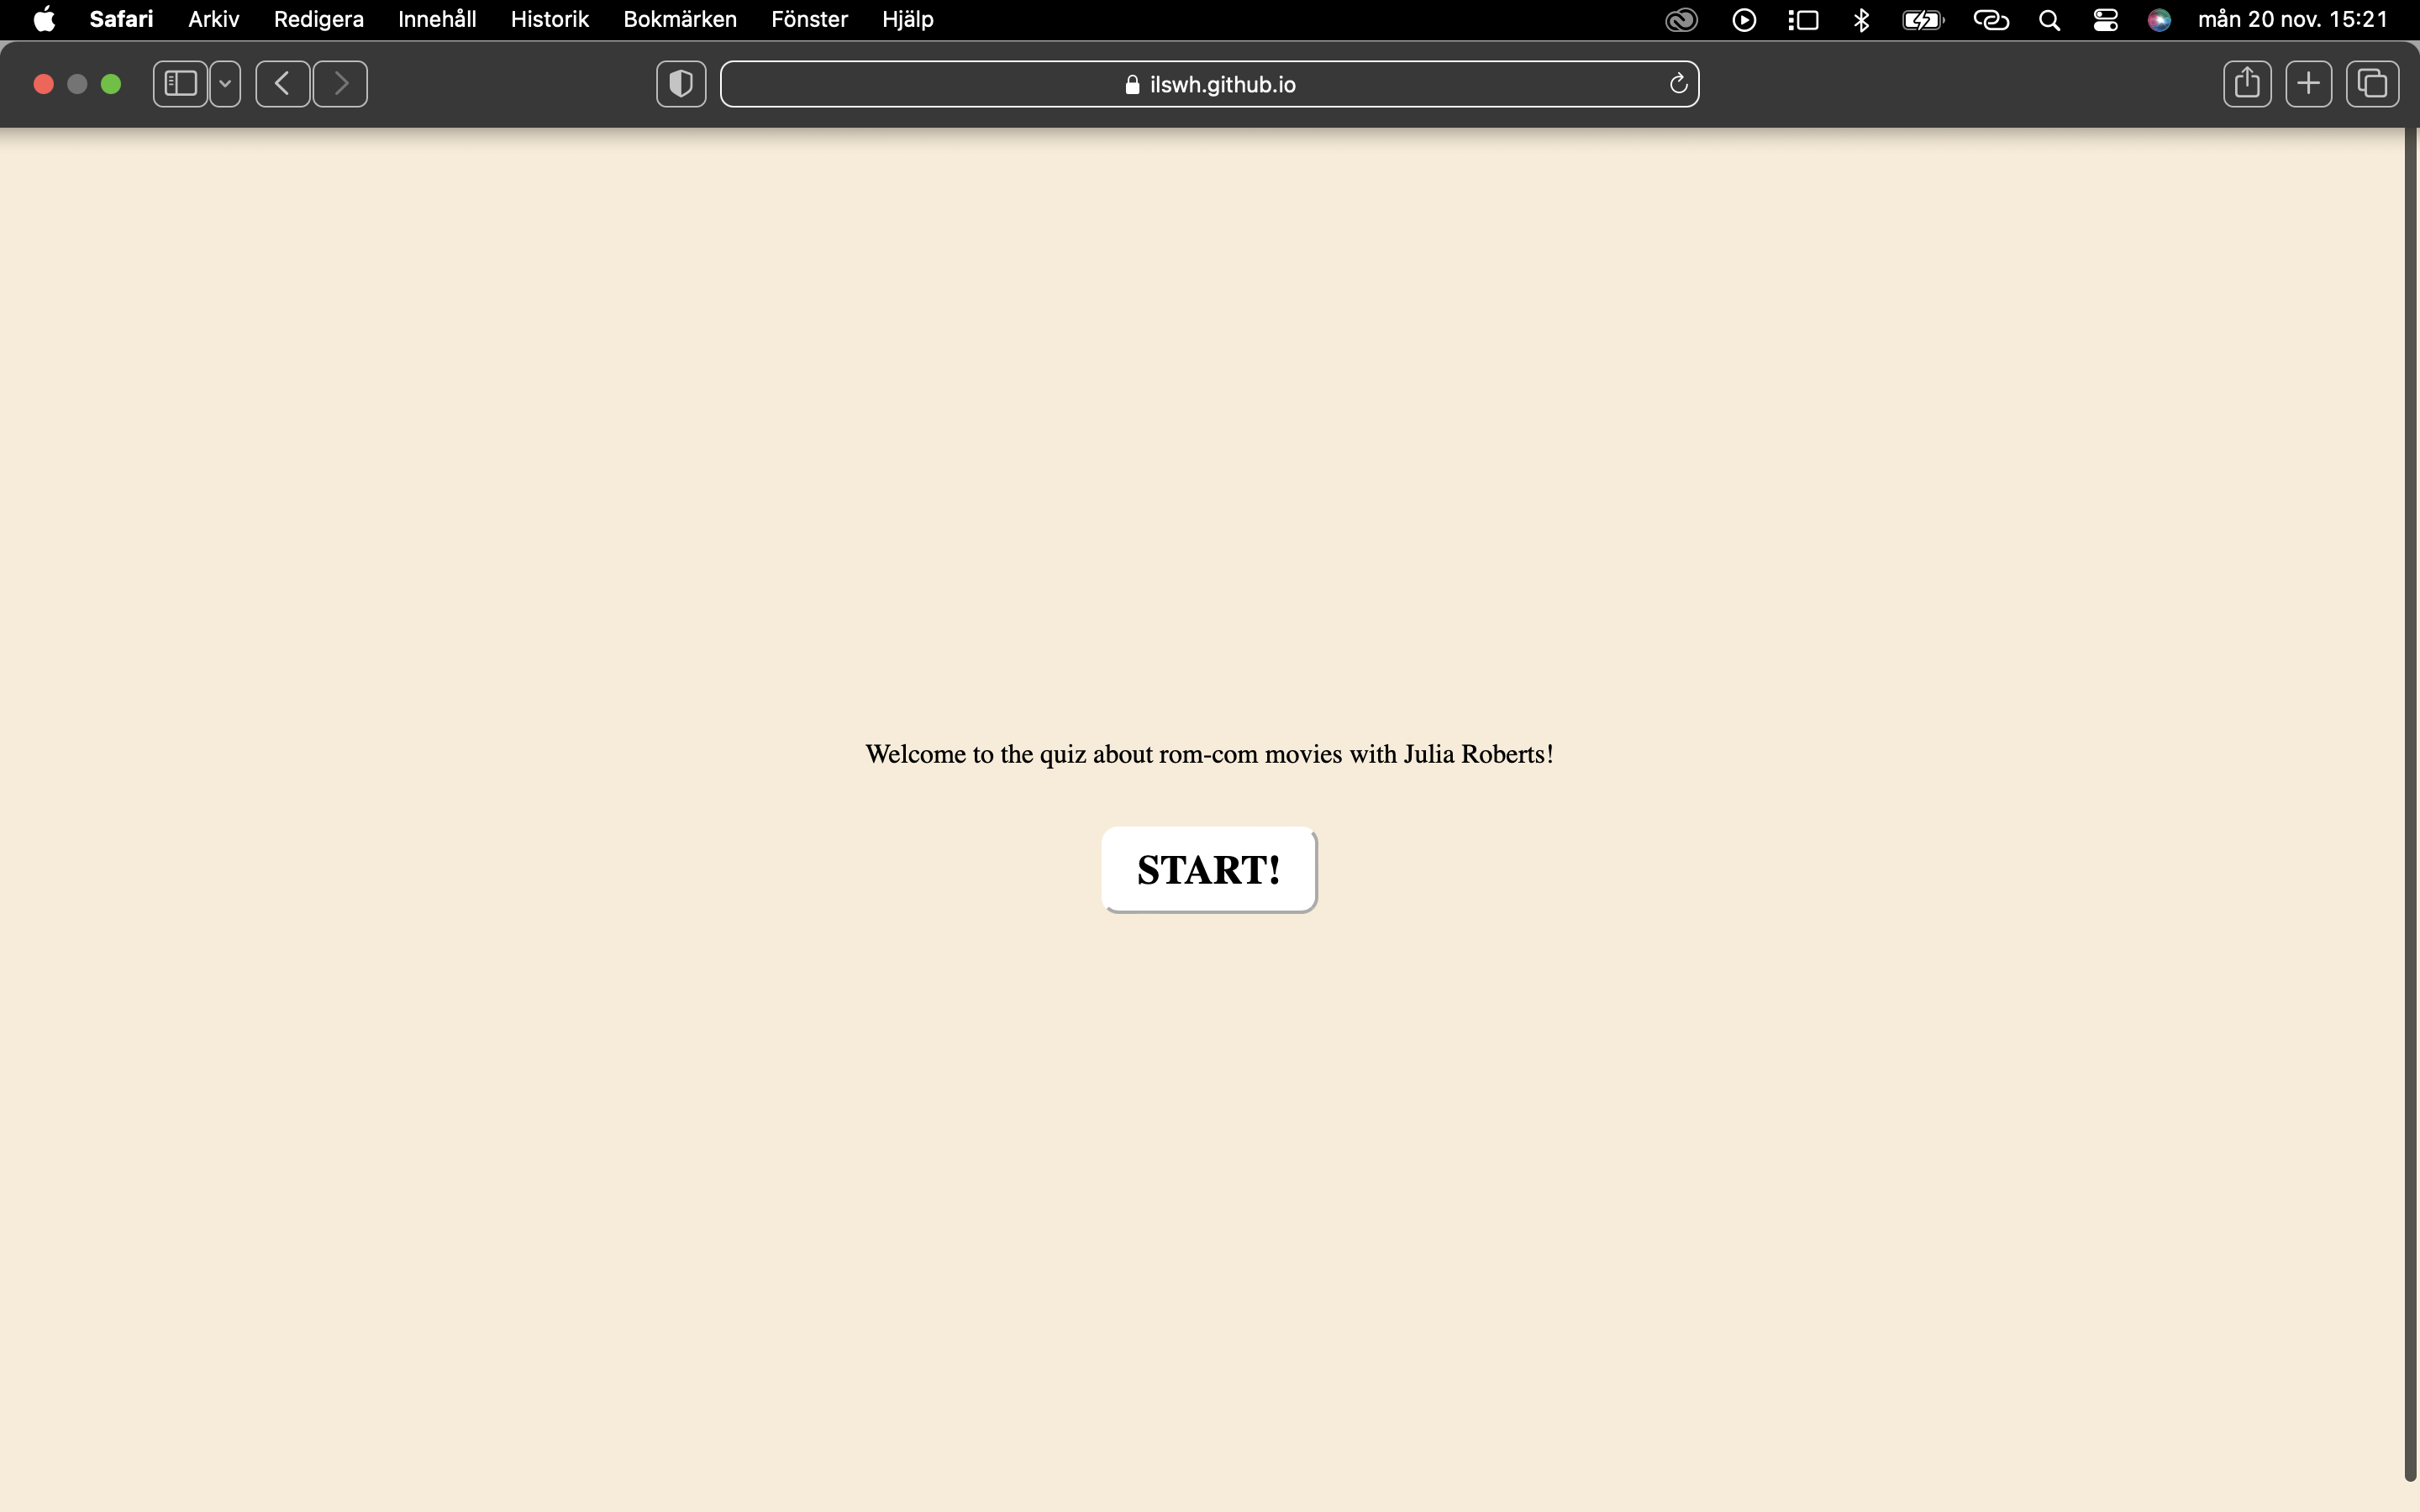 Safari Arkiv Redigera Innehåll Historik Bokmärken Fönster Hjälp mån 20 nov. 15:21
ilswh.github.io
Welcome to the quiz about rom-com movies with Julia Roberts!
START!